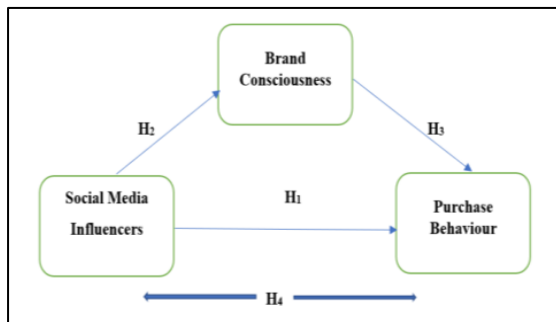 Brand
Consciousness
H₂
H₃
Social Media
Influencers
H₁
Purchase
Behaviour
H₄